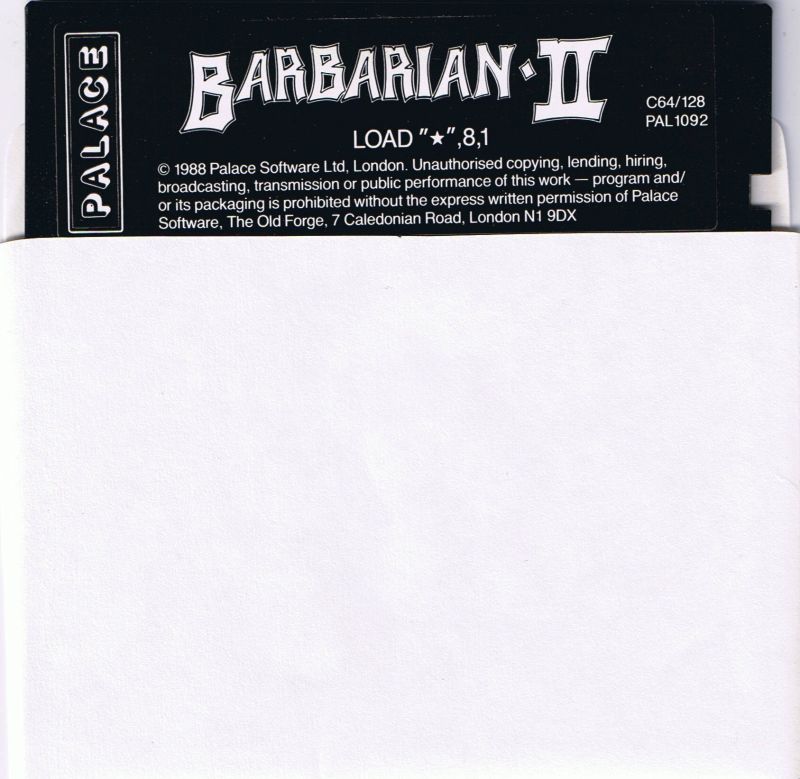 PALACE
BARBARIAN · II
C64/128
PAL1092
LOAD "★",8,1
© 1988 Palace Software Ltd, London. Unauthorised copying, lending, hiring,
broadcasting, transmission or public performance of this work — program and/
or its packaging is prohibited without the express written permission of Palace
Software, The Old Forge, 7 Caledonian Road, London N1 9DX